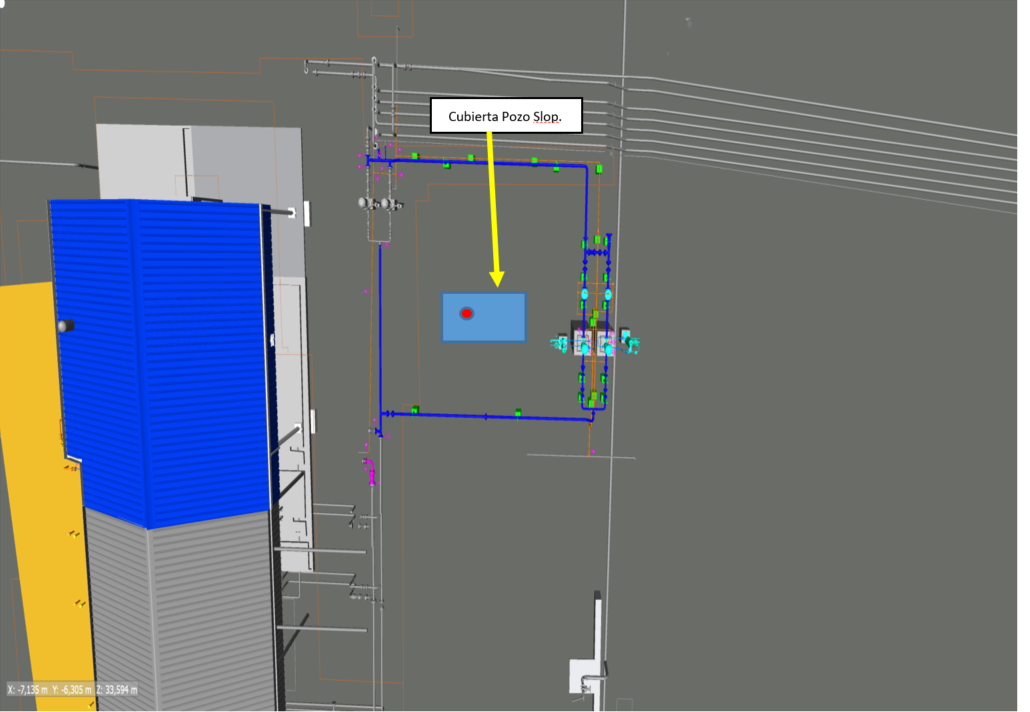 Cubierta Pozo Slop.
X: -7,135 m Y: -6,305 m Z: 33,594 m